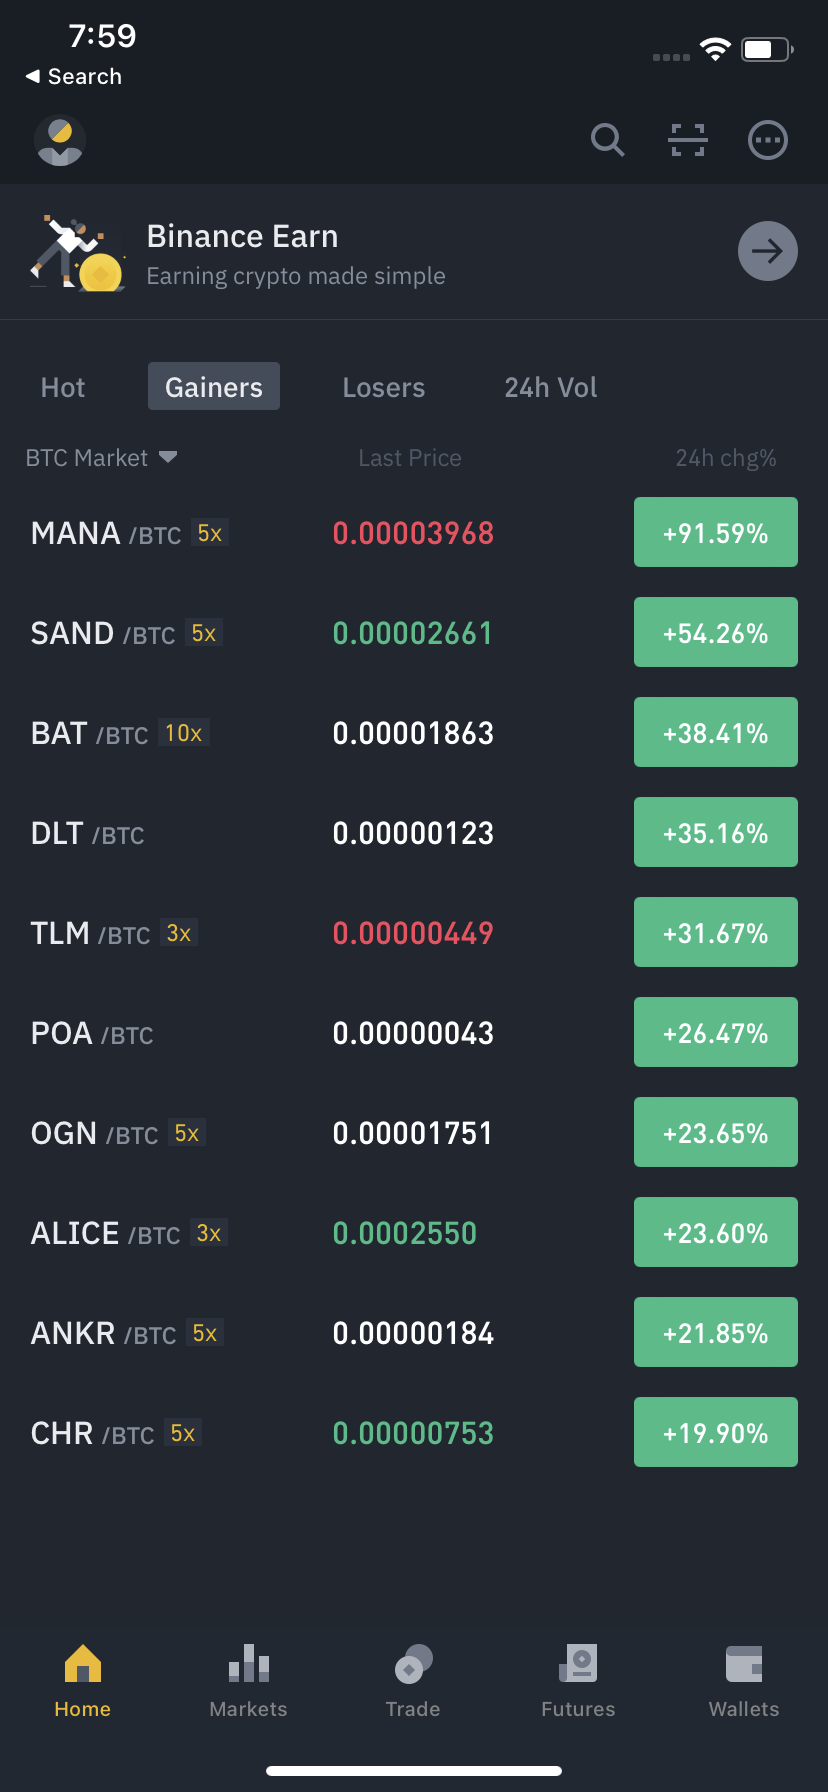 7:59
Search
Binance Earn
Earning crypto made simple
Hot Gainers Losers 24h Vol
BTC Market Last Price 24h chg%
MANA /BTC 5x 0.00003968 +91.59%
SAND /BTC 5x 0.00002661 +54.26%
BAT /BTC 10x 0.00001863 +38.41%
DLT /BTC 0.00000123 +35.16%
TLM /BTC 3x 0.00000449 +31.67%
POA /BTC 0.00000043 +26.47%
OGN /BTC 5x 0.00001751 +23.65%
ALICE /BTC 3x 0.0002550 +23.60%
ANKR /BTC 5x 0.00000184 +21.85%
CHR /BTC 5x 0.00000753 +19.90%
Home Markets Trade Futures Wallets